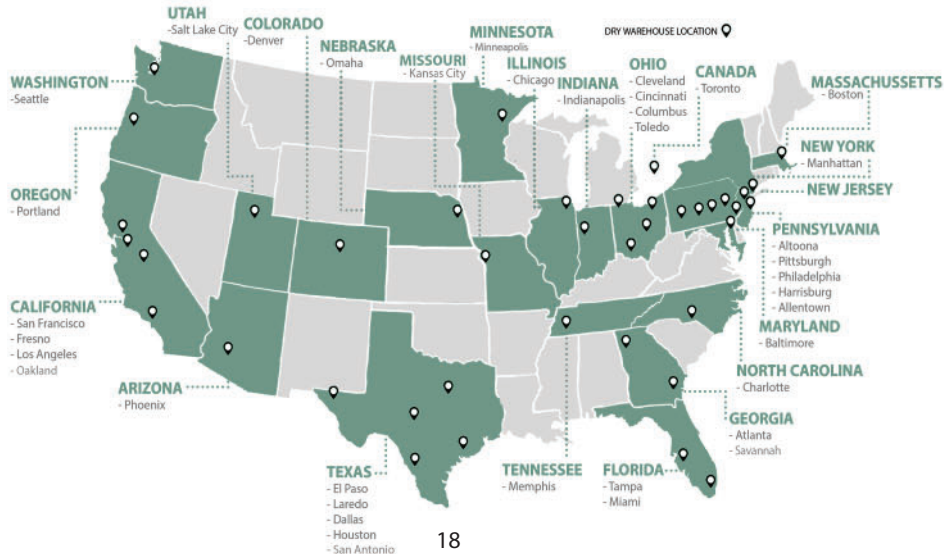 UTAH
-Salt Lake City
COLORADO
-Denver
NEBRASKA
- Omaha
MISSOURI
- Kansas City
MINNESOTA
- Minneapolis
ILLINOIS
- Chicago
INDIANA
- Indianapolis
OHIO
- Cleveland
- Cincinnati
- Columbus
Toledo
DRY WAREHOUSE LOCATION
CANADA
- Toronto
MASSACHUSSETTS
- Boston
NEW YORK
- Manhattan
NEW JERSEY
PENNSYLVANIA
- Altoona
- Pittsburgh
- Philadelphia
- Harrisburg
- Allentown
MARYLAND
- Baltimore
NORTH CAROLINA
- Charlotte
GEORGIA
- Atlanta
- Savannah
FLORIDA
- Tampa
- Miami
TENNESSEE
- Memphis
TEXAS
- El Paso
- Laredo
- Dallas
- Houston
- San Antonio
ARIZONA
- Phoenix
CALIFORNIA
- San Francisco
- Fresno
- Los Angeles
- Oakland
OREGON
- Portland
WASHINGTON
-Seattle
18